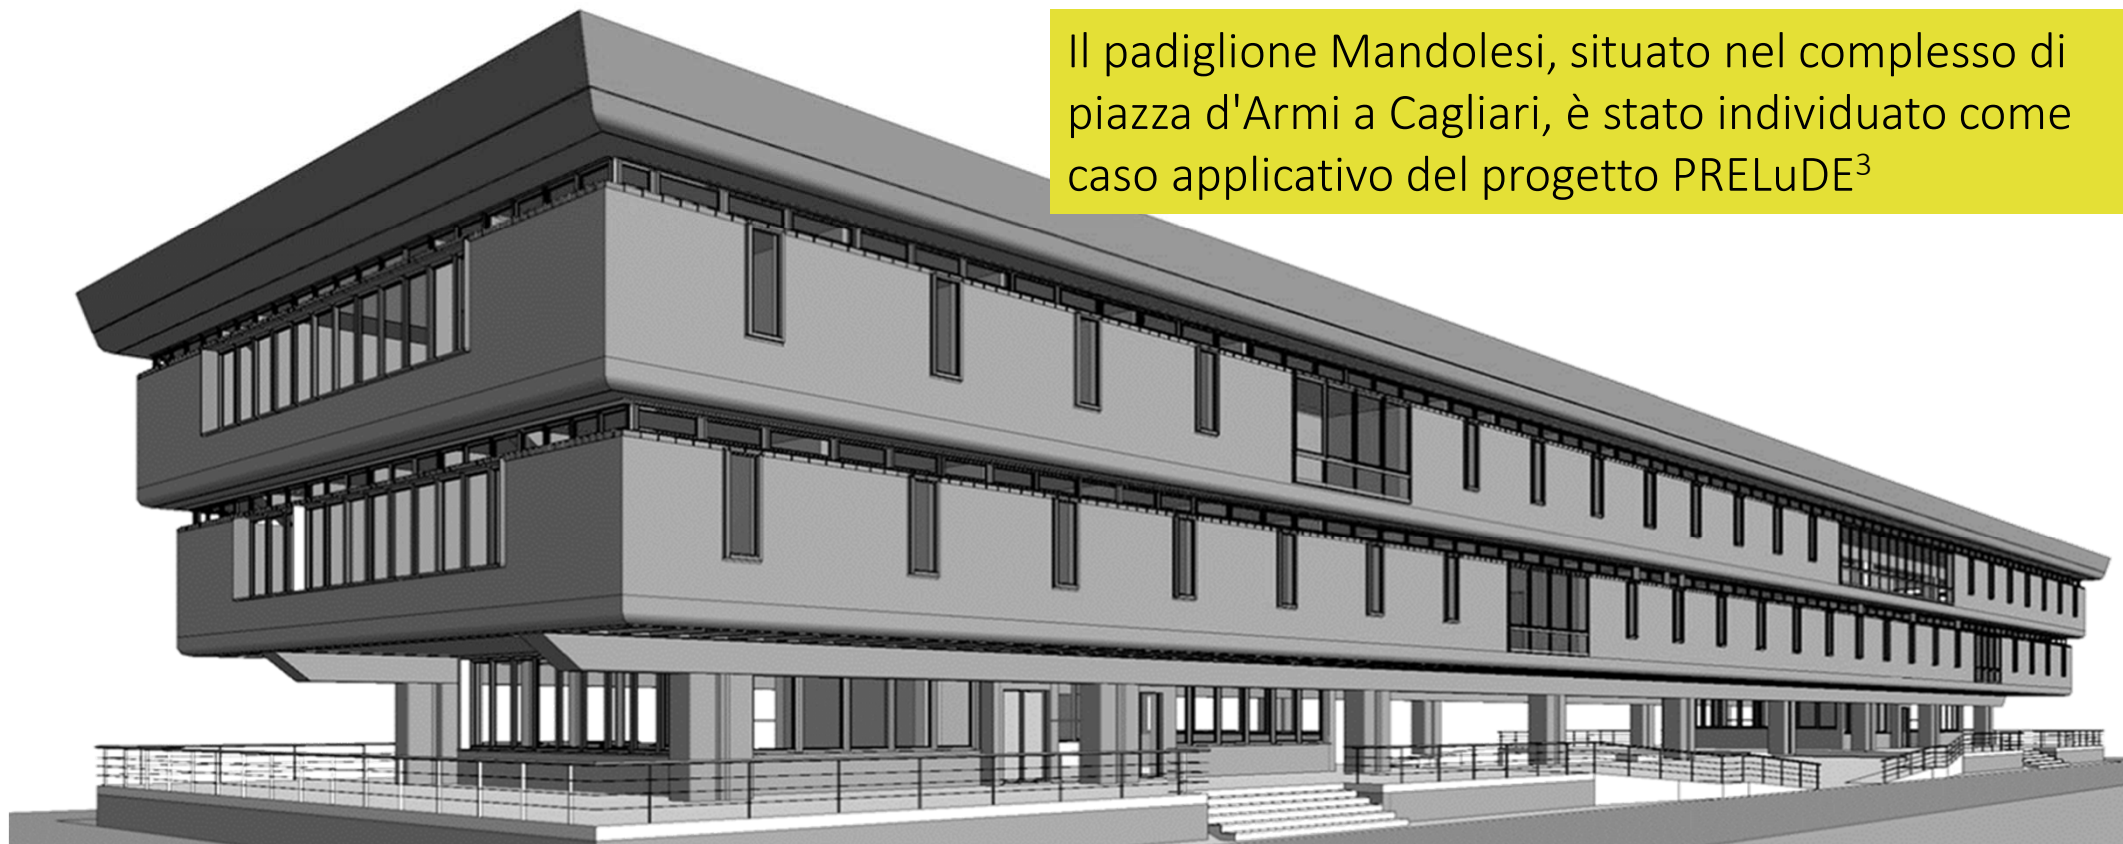 Il padiglione Mandolesi, situato nel complesso di
piazza d'Armi a Cagliari, è stato individuato come
caso applicativo del progetto PRELuDE³